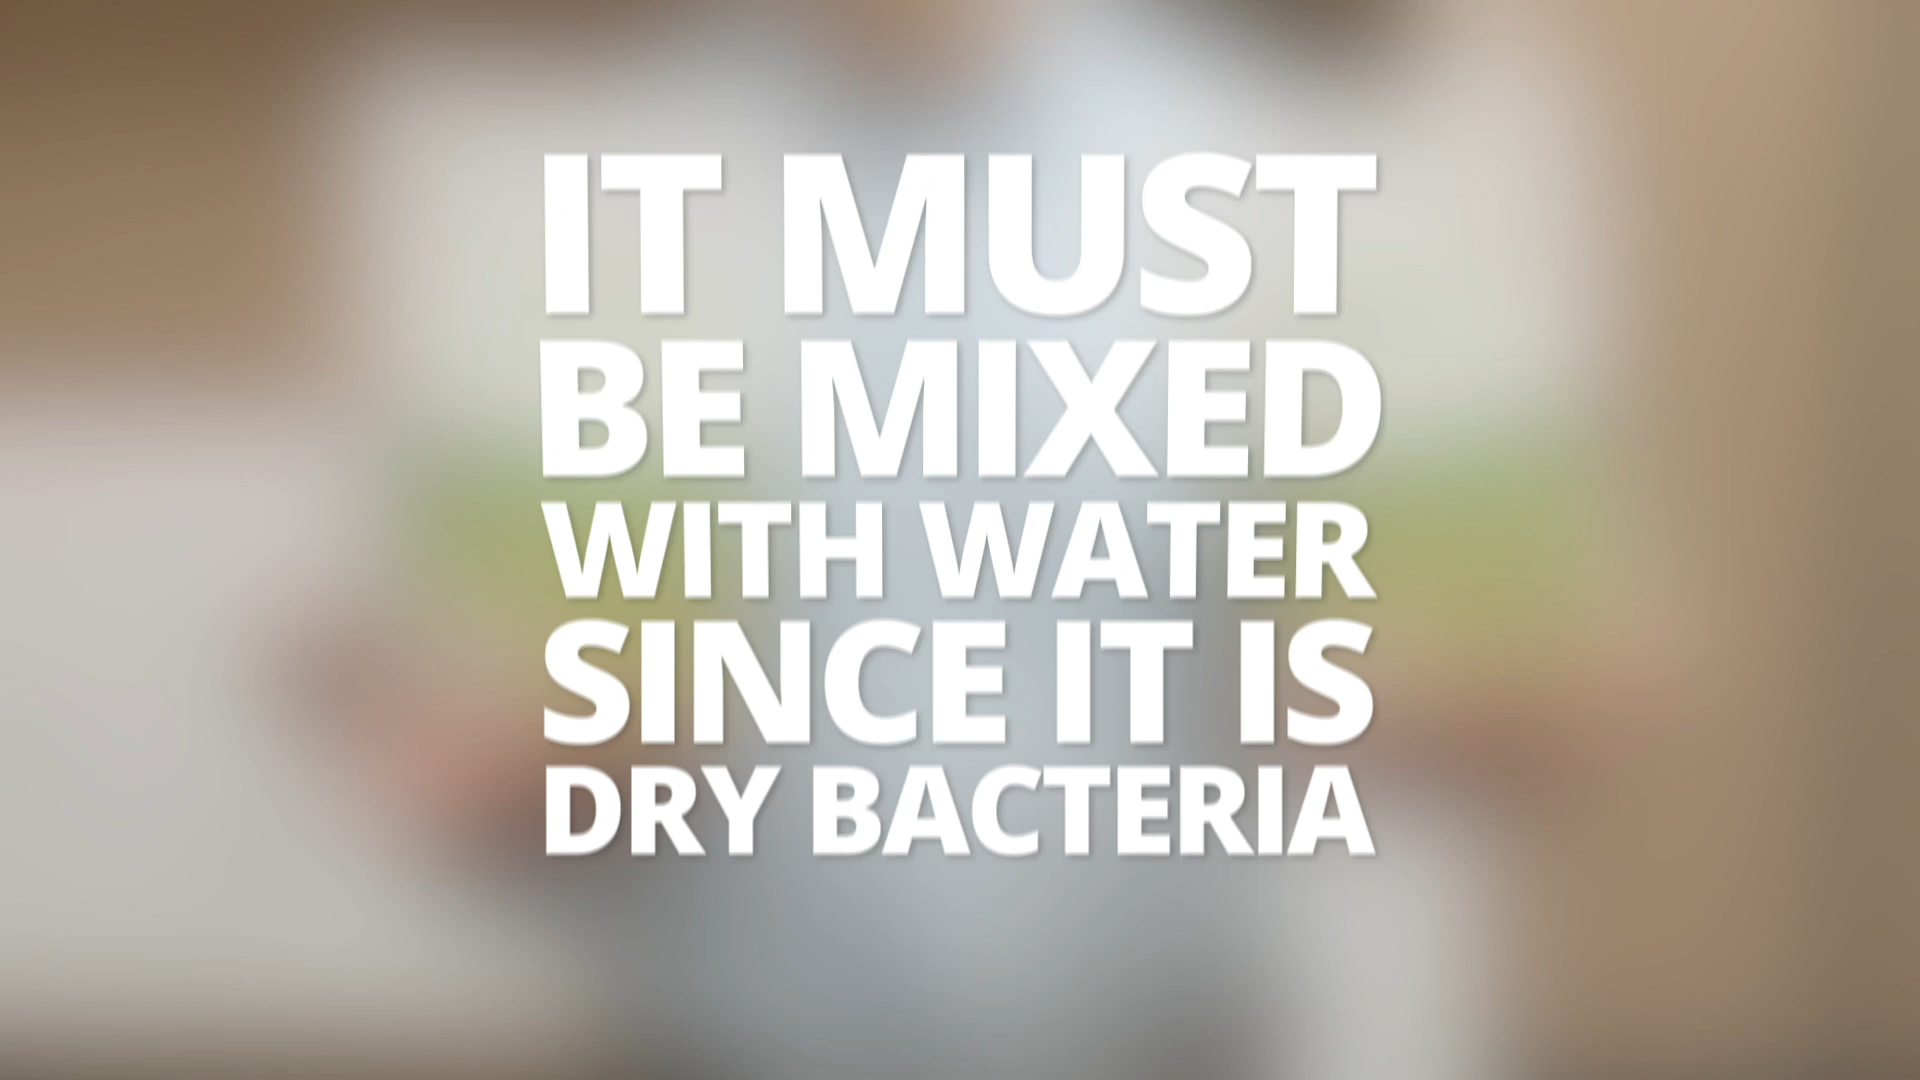 IT MUST
BE MIXED
WITH WATER
SINCE IT IS
DRY BACTERIA